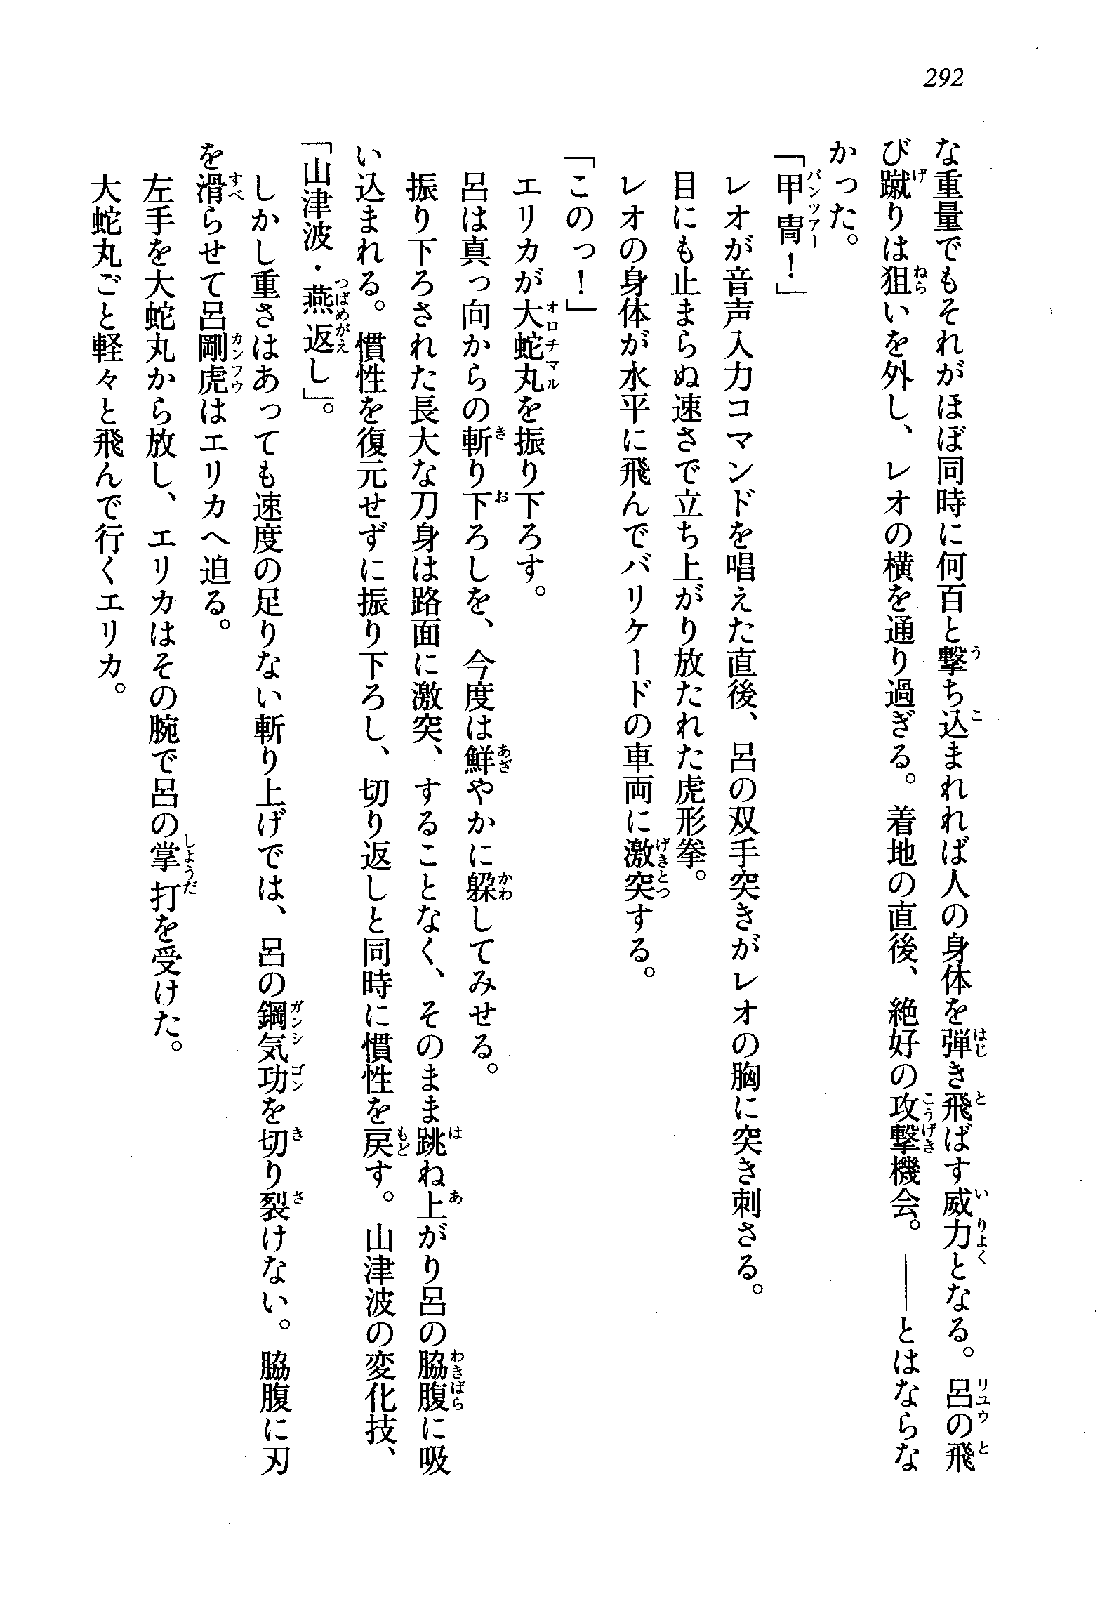 292
な重量でもそれがほぼ同時に何百と撃ち込まれれば人の身体を弾き飛ばす威力となる。呂の飛
び蹴りは狙いを外し、レオの横を通り過ぎる。着地の直後、絶好の攻撃機会。――とはならな
かった。
「甲冑！」
レオが音声入力コマンドを唱えた直後、呂の双手突きがレオの胸に突き刺さる。
目にも止まらぬ速さで立ち上がり放たれた虎形拳。
レオの身体が水平に飛んでバリケードの車両に激突する。
「このっ！」
エリカが大蛇丸を振り下ろす。
呂は真っ向からの斬り下ろしを、今度は鮮やかに躱してみせる。
振り下ろされた長大な刀身は路面に激突、することなく、そのまま跳ね上がり呂の脇腹に吸
い込まれる。慣性を復元せずに振り下ろし、切り返しと同時に慣性を戻す。山津波の変化技、
「山津波・燕返し」。
しかし重さはあっても速度の足りない斬り上げでは、呂の鋼気功を切り裂けない。脇腹に刃
を滑らせて呂剛虎はエリカへ迫る。
左手を大蛇丸から放し、エリカはその腕で呂の掌打を受けた。
大蛇丸ごと軽々と飛んで行くエリカ。